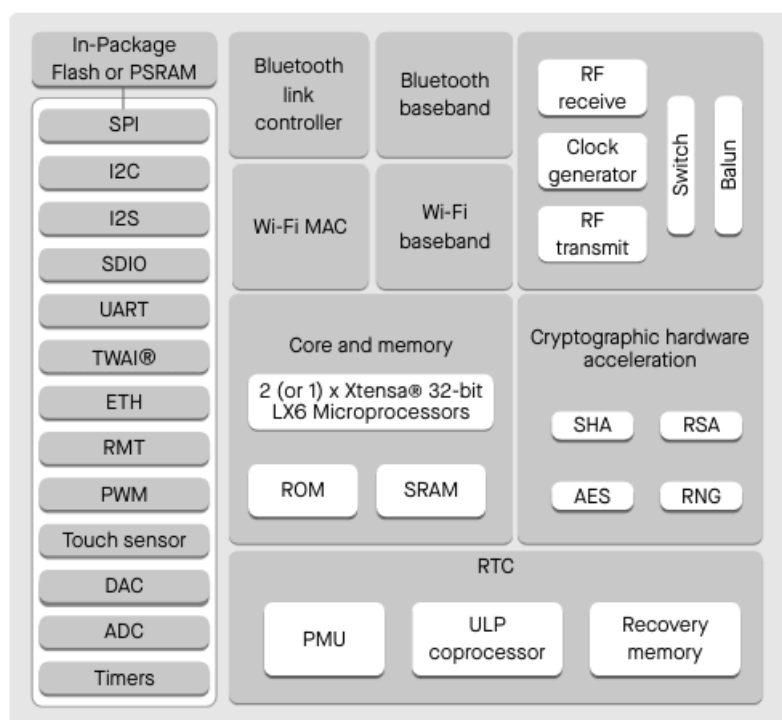 In-Package
Flash or PSRAM
SPI
I2C
I2S
SDIO
UART
TWAI®
ETH
RMT
PWM
Touch sensor
DAC
ADC
Timers
Bluetooth
link
controller
Bluetooth
baseband
Wi-Fi MAC
Wi-Fi
baseband
RF
receive
Clock
generator
RF
transmit
Switch
Balun
Core and memory
2 (or 1) x Xtensa® 32-bit
LX6 Microprocessors
ROM
SRAM
Cryptographic hardware
acceleration
SHA
RSA
AES
RNG
RTC
PMU
ULP
coprocessor
Recovery
memory